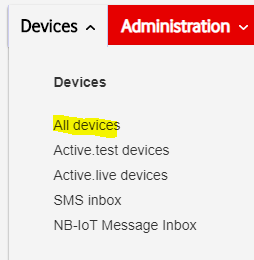 Devices Administration
Devices
All devices
Active.test devices
Active.live devices
SMS inbox
NB-IoT Message Inbox